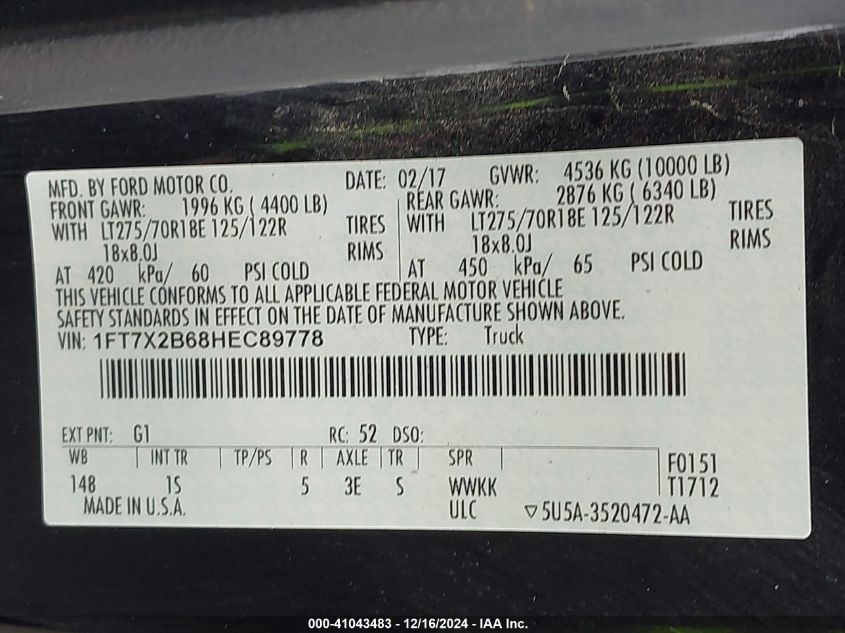 MFD. BY FORD MOTOR CO. DATE: 02/17 GVWR: 4536 KG (10000 LB)
FRONT GAWR: 1996 KG ( 4400 LB) REAR GAWR: 2876 KG ( 6340 LB)
WITH LT275/70R18E 125/122R TIRES WITH LT275/70R18E 125/122R TIRES
18x8.0J RIMS 18x8.0J RIMS
AT 420 kPa/ 60 PSI COLD AT 450 kPa/ 65 PSI COLD
THIS VEHICLE CONFORMS TO ALL APPLICABLE FEDERAL MOTOR VEHICLE
SAFETY STANDARDS IN EFFECT ON THE DATE OF MANUFACTURE SHOWN ABOVE.
VIN: 1FT7X2B68HEC89778 TYPE: Truck
EXT PNT: G1 RC: 52 DSO:
WB | INT TR | TP/PS | R | AXLE | TR | SPR F0151
148 1S 5 3E S WWKK T1712
MADE IN U.S.A. ULC ▽5U5A-3520472-AA
000-41043483 - 12/16/2024 - IAA Inc.